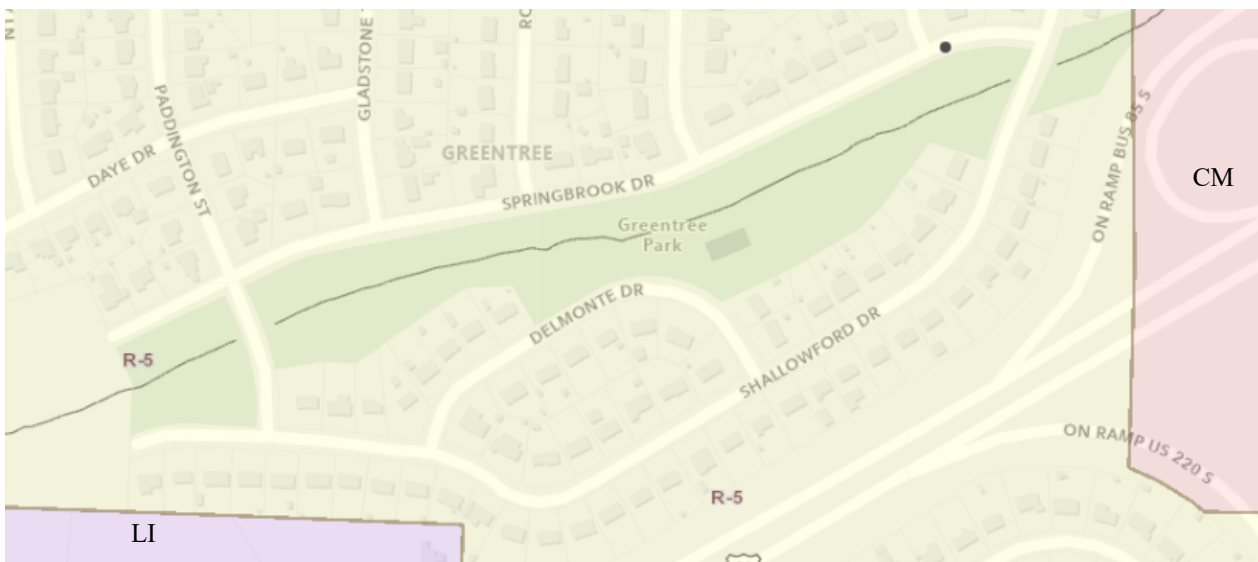 GLADSTONE
PADDINGTON ST
DAYE DR
GREENTREE
SPRINGBROOK DR
Greentree
Park
ON RAMP BUS 85 S
CM
DELMONTE DR
SHALLOWFORD DR
R-5
ON RAMP US 220 S
R-5
LI